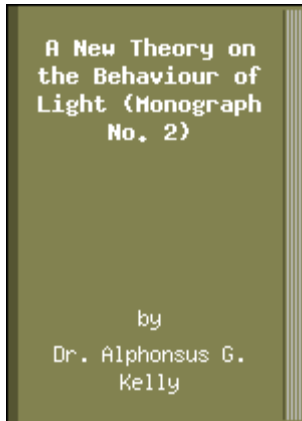 A New Theory on
the Behaviour of
Light (Monograph
No. 2)
by
Dr. Alphonsus G.
Kelly